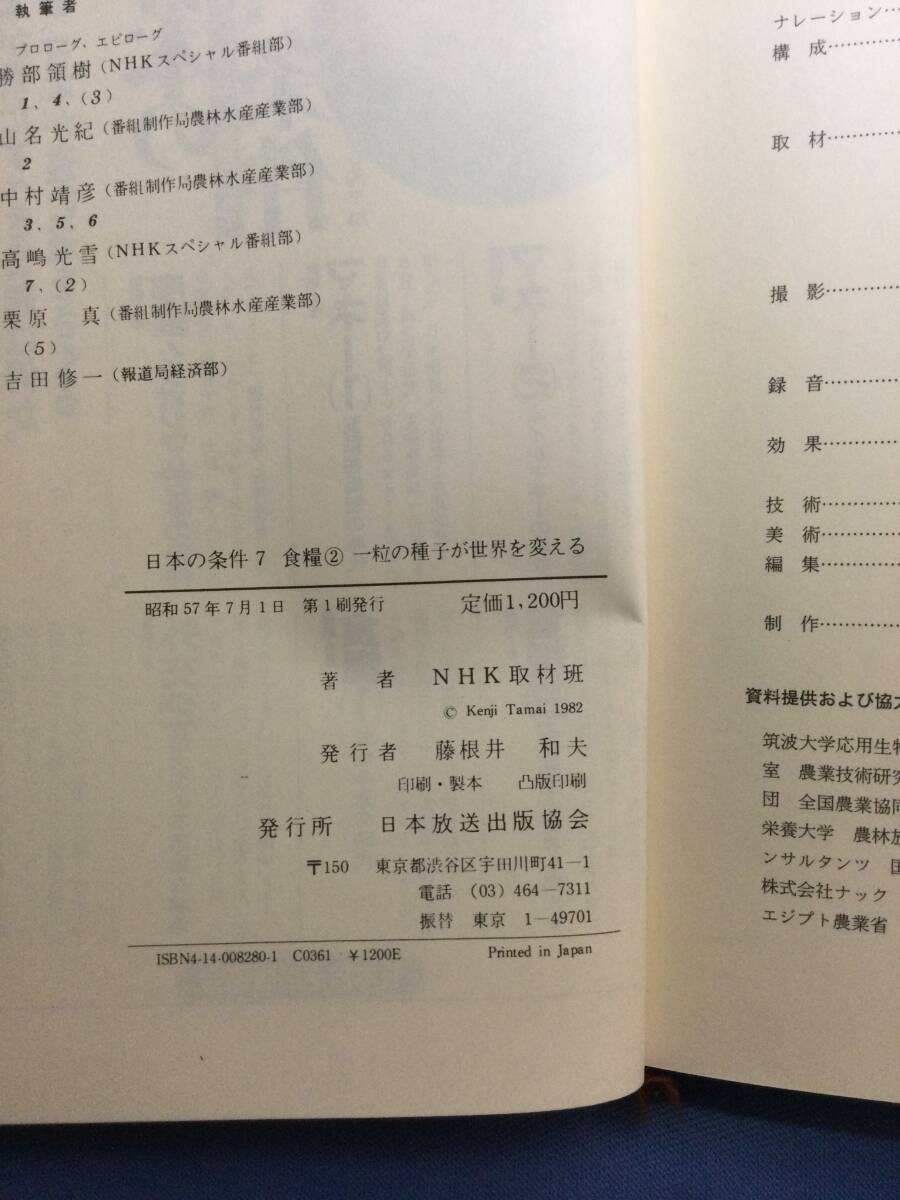 執筆者
プロローグ、エピローグ
勝部領樹(NHKスペシャル番組部)
1、4、(3)
山名光紀(番組制作局農林水産産業部)
2
中村靖彦(番組制作局農林水産産業部)
3、5、6
高嶋光雪(NHKスペシャル番組部)
7、(2)
栗原 真(番組制作局農林水産産業部)
(5)
吉田修一(報道局経済部)
日本の条件7 食糧② 一粒の種子が世界を変える
昭和57年7月1日 第1刷発行 定価1,200円
著者 NHK取材班
© Kenji Tamai 1982
発行者 藤根井 和夫
印刷・製本 凸版印刷
発行所 日本放送出版協会
〒150 東京都渋谷区宇田川町41―1
電話 (03) 464―7311
振替 東京 1―49701
ISBN4-14-008280-1 C0361 ¥1200E Printed in Japan
ナレーション…
構成…………
取材…………
撮影…………
録音…………
効果…………
技術…………
美術…………
編集…………
制作…………
資料提供および協力
筑波大学応用生物
室 農業技術研究
団 全国農業協同
栄養大学 農林放
ンサルタンツ 国
株式会社ナック
エジプト農業省